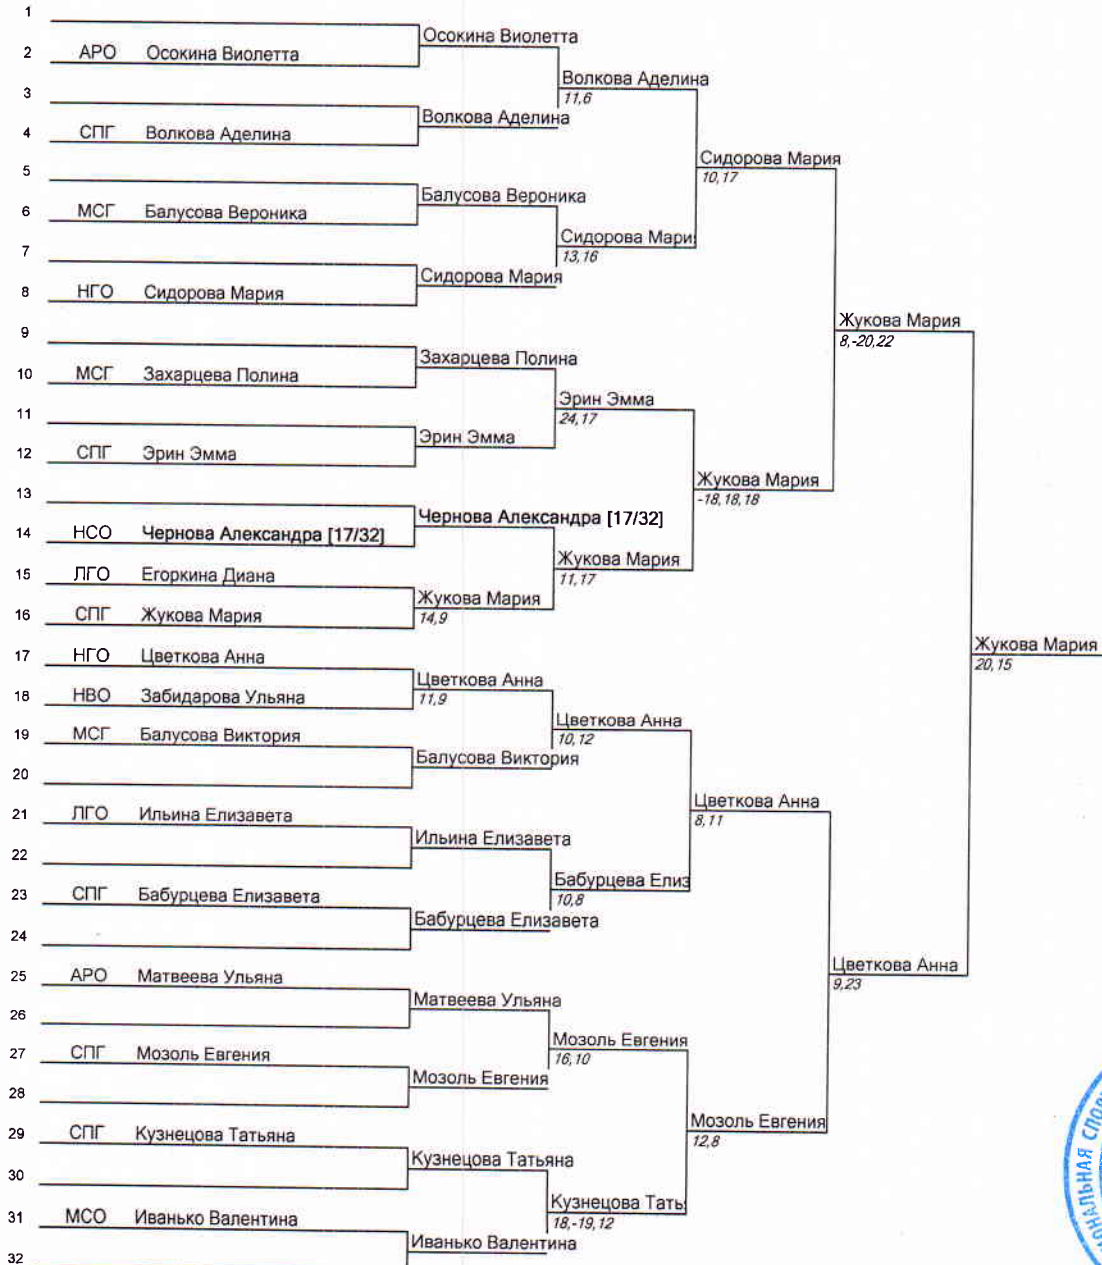 1
2 АРО Осокина Виолетта
3
4 СПГ Волкова Аделина
5
6 МСГ Балусова Вероника
7
8 НГО Сидорова Мария
9
10 МСГ Захарцева Полина
11
12 СПГ Эрин Эмма
13
14 НСО Чернова Александра [17/32]
15 ЛГО Егоркина Диана
16 СПГ Жукова Мария
17 НГО Цветкова Анна
18 НВО Забидарова Ульяна
19 МСГ Балусова Виктория
20
21 ЛГО Ильина Елизавета
22
23 СПГ Бабурцева Елизавета
24
25 АРО Матвеева Ульяна
26
27 СПГ Мозоль Евгения
28
29 СПГ Кузнецова Татьяна
30
31 МСО Иванько Валентина
32
Осокина Виолетта
Волкова Аделина
Балусова Вероника
Сидорова Мария
Захарцева Полина
Эрин Эмма
Чернова Александра [17/32]
Жукова Мария
14,9
Цветкова Анна
11,9
Балусова Виктория
Ильина Елизавета
Бабурцева Елизавета
Матвеева Ульяна
Мозоль Евгения
Кузнецова Татьяна
Иванько Валентина
Волкова Аделина
11,6
Сидорова Мари
13,16
Эрин Эмма
24,17
Жукова Мария
11,17
Цветкова Анна
10,12
Бабурцева Елиз
10,8
Мозоль Евгения
16,10
Кузнецова Тать
18,-19,12
Сидорова Мария
10,17
Жукова Мария
-18,18,18
Цветкова Анна
8,11
Мозоль Евгения
12,8
Жукова Мария
8,-20,22
Цветкова Анна
9,23
Жукова Мария
20,15